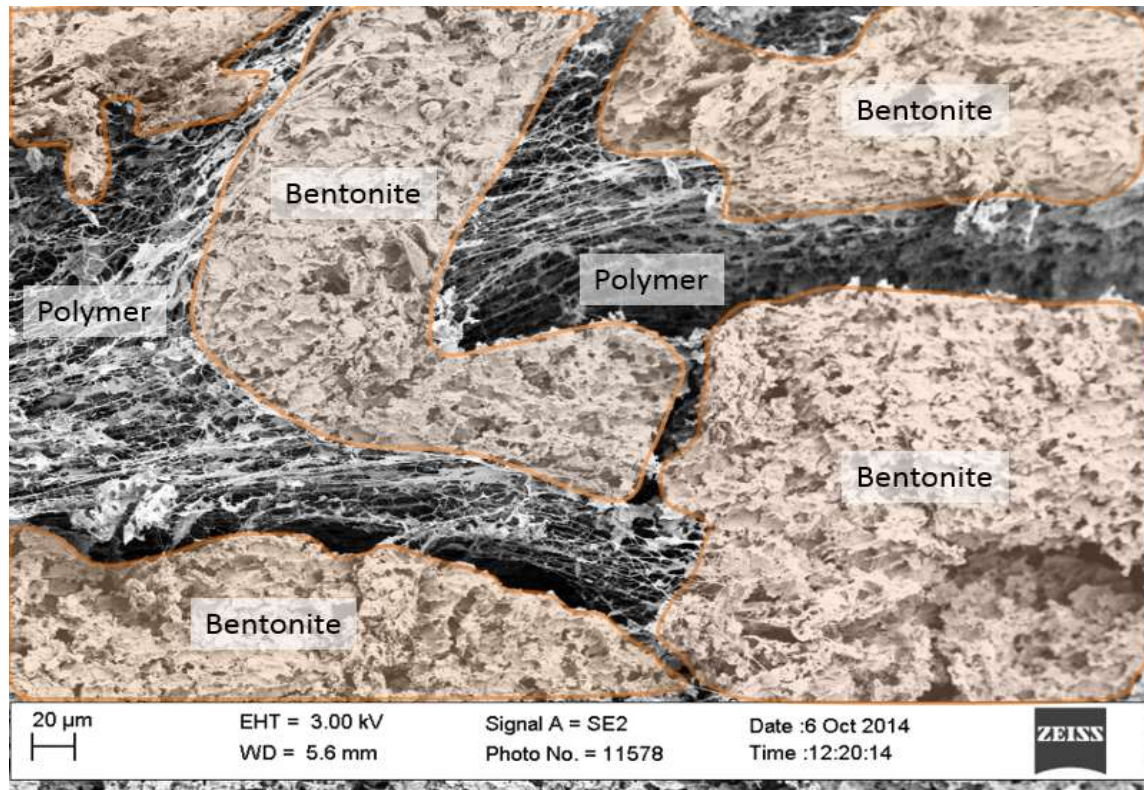 Bentonite
Bentonite
Polymer
Polymer
Bentonite
Bentonite
20 µm
EHT = 3.00 kV
WD = 5.6 mm
Signal A = SE2
Photo No. = 11578
Date :6 Oct 2014
Time :12:20:14
ZEISS